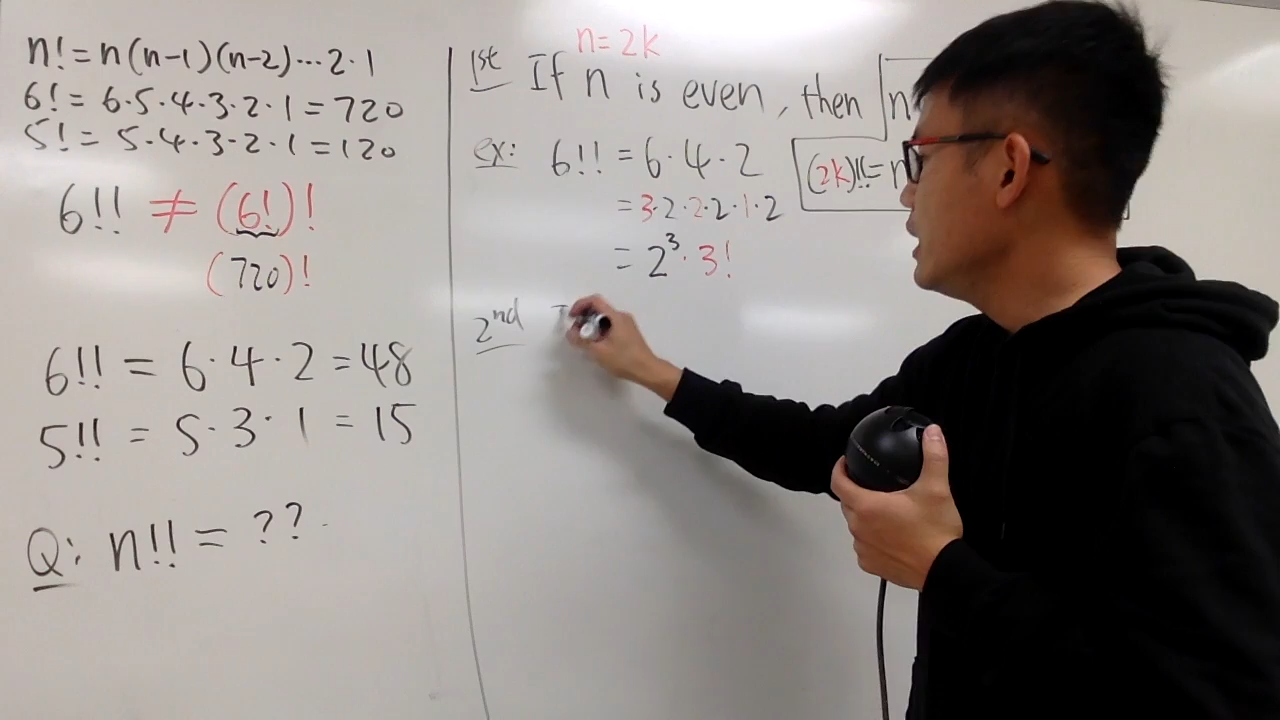 n! = n(n-1)(n-2)...2·1
6! = 6·5·4·3·2·1 = 720
5! = 5·4·3·2·1 = 120
6!! ≠ (6!)!
(720)!
6!! = 6·4·2 = 48
5!! = 5·3·1 = 15
Q: n!! = ??
n=2k
1st If n is even, then n
ex: 6!! = 6·4·2
= 3·2·2·2·1·2
= 2³·3!
(2k)!! = n
2nd